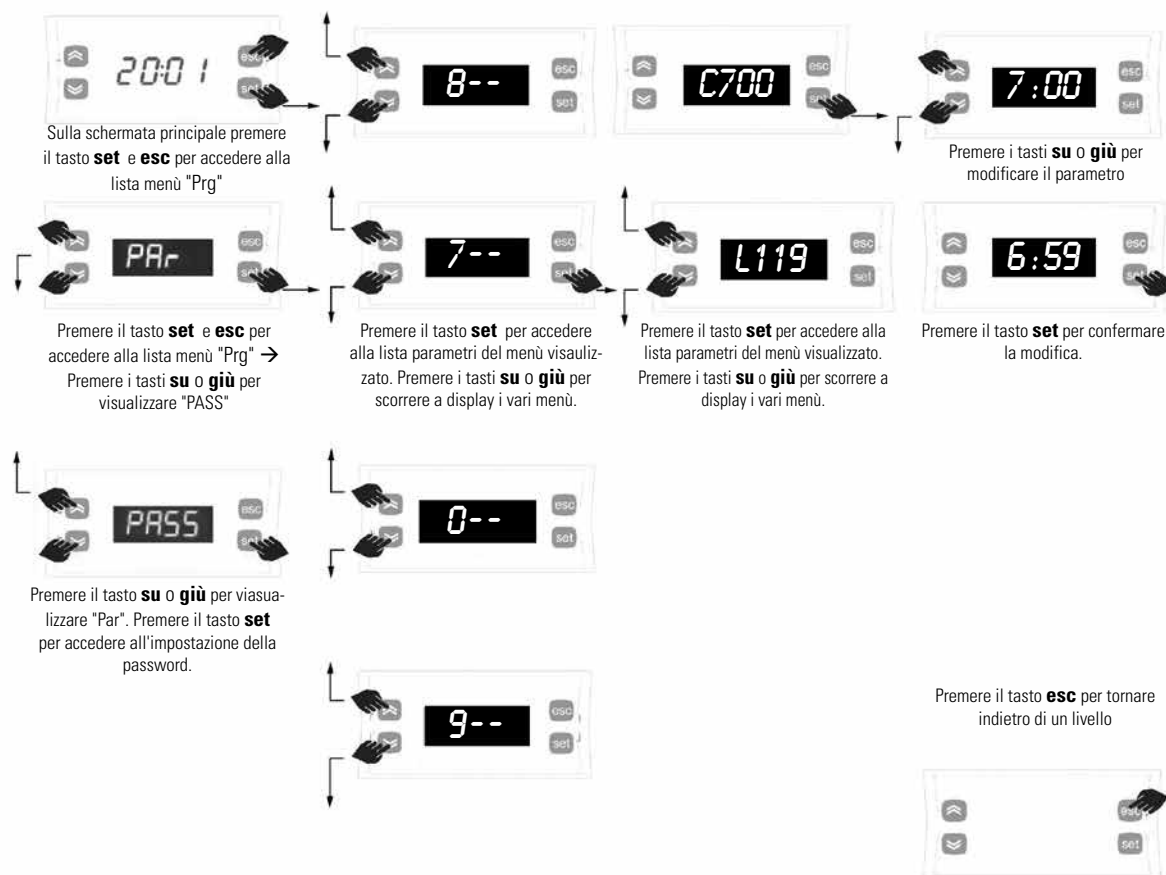 20:01
esc
set
Sulla schermata principale premere
il tasto set e esc per accedere alla
lista menù "Prg"
8--
esc
set
C700
esc
set
7:00
esc
set
Premere i tasti su o giù per
modificare il parametro
PAr
esc
set
Premere il tasto set e esc per
accedere alla lista menù "Prg" →
Premere i tasti su o giù per
visualizzare "PASS"
7--
esc
set
Premere il tasto set per accedere
alla lista parametri del menù visauliz-
zato. Premere i tasti su o giù per
scorrere a display i vari menù.
L119
esc
set
Premere il tasto set per accedere alla
lista parametri del menù visualizzato.
Premere i tasti su o giù per scorrere a
display i vari menù.
6:59
esc
set
Premere il tasto set per confermare
la modifica.
PASS
esc
set
Premere il tasto su o giù per viasua-
lizzare "Par". Premere il tasto set
per accedere all'impostazione della
password.
0--
esc
set
9--
esc
set
Premere il tasto esc per tornare
indietro di un livello
esc
set